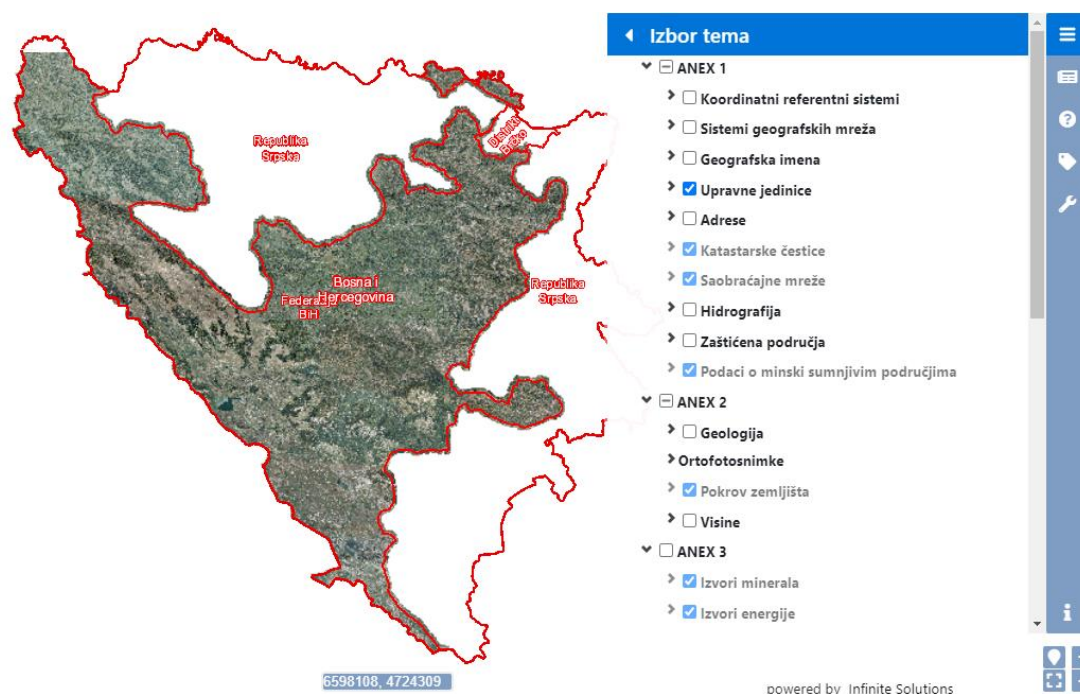 Republika
Srpska
Distrikt
Brčko
Bosna i
Hercegovina
Federacija
BiH
Republika
Srpska
6598108, 4724309
Izbor tema
ANEX 1
Koordinatni referentni sistemi
Sistemi geografskih mreža
Geografska imena
Upravne jedinice
Adrese
Katastarske čestice
Saobraćajne mreže
Hidrografija
Zaštićena područja
Podaci o minski sumnjivim područjima
ANEX 2
Geologija
Ortofotosnimke
Pokrov zemljišta
Visine
ANEX 3
Izvori minerala
Izvori energije
powered by Infinite Solutions